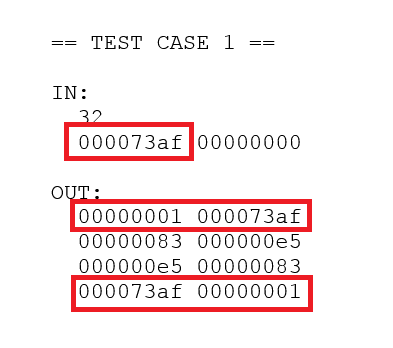 == TEST CASE 1 ==
IN:
32
000073af 00000000
OUT:
00000001 000073af
00000083 000000e5
000000e5 00000083
000073af 00000001